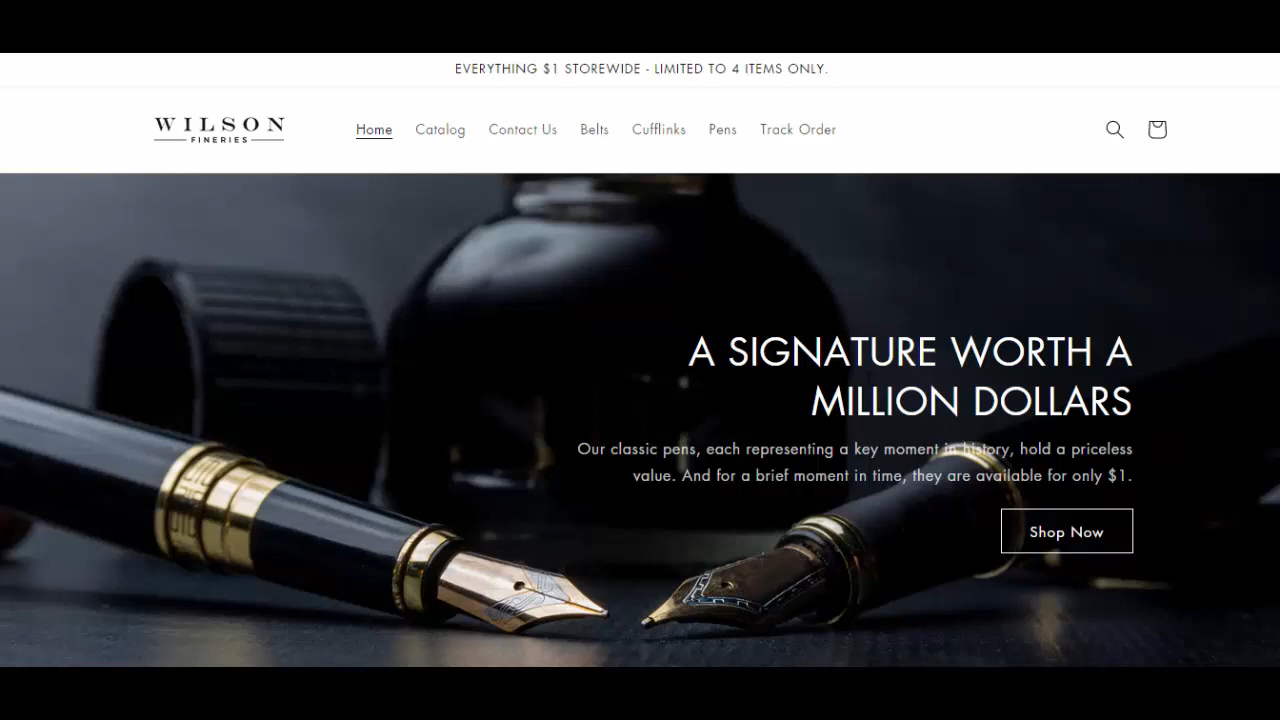 EVERYTHING $1 STOREWIDE - LIMITED TO 4 ITEMS ONLY.
WILSON
FINERIES
Home Catalog Contact Us Belts Cufflinks Pens Track Order
A SIGNATURE WORTH A
MILLION DOLLARS
Our classic pens, each representing a key moment in history, hold a priceless
value. And for a brief moment in time, they are available for only $1.
Shop Now